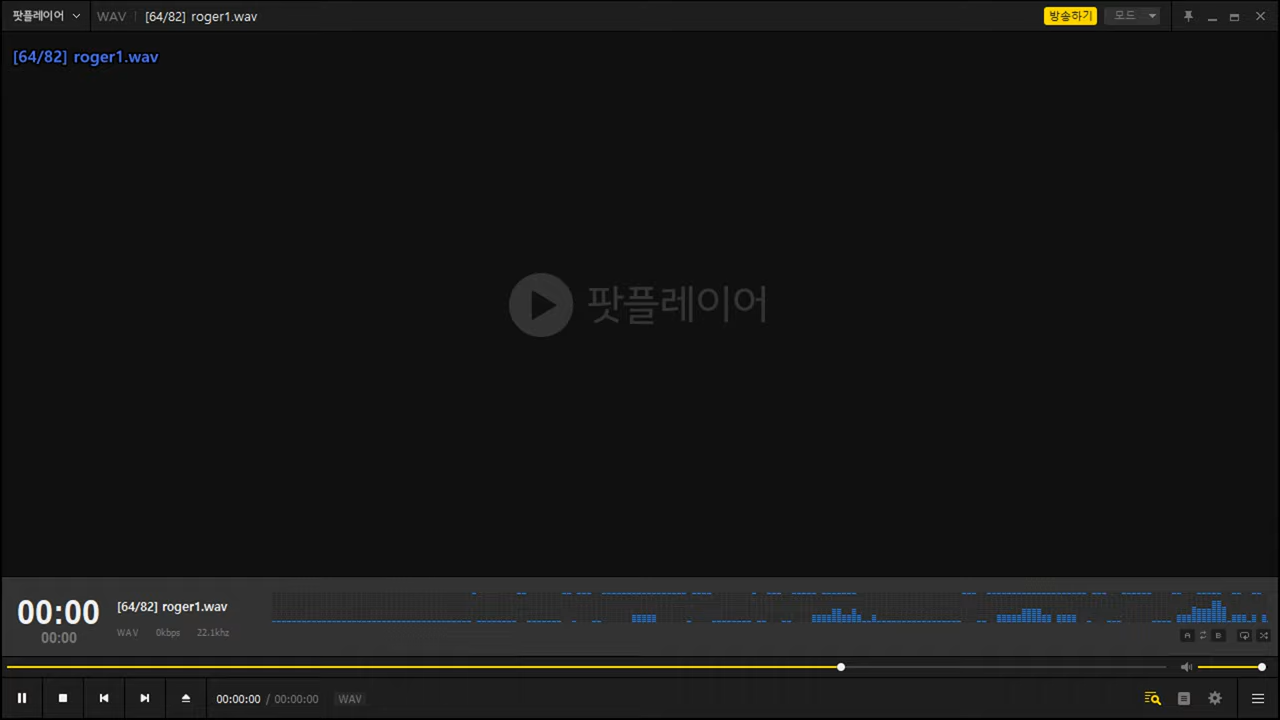 팟플레이어 WAV [64/82] roger1.wav 방송하기 모드
[64/82] roger1.wav
팟플레이어
00:00 [64/82] roger1.wav
00:00 WAV 0kbps 22.1khz
A B
00:00:00 / 00:00:00 WAV